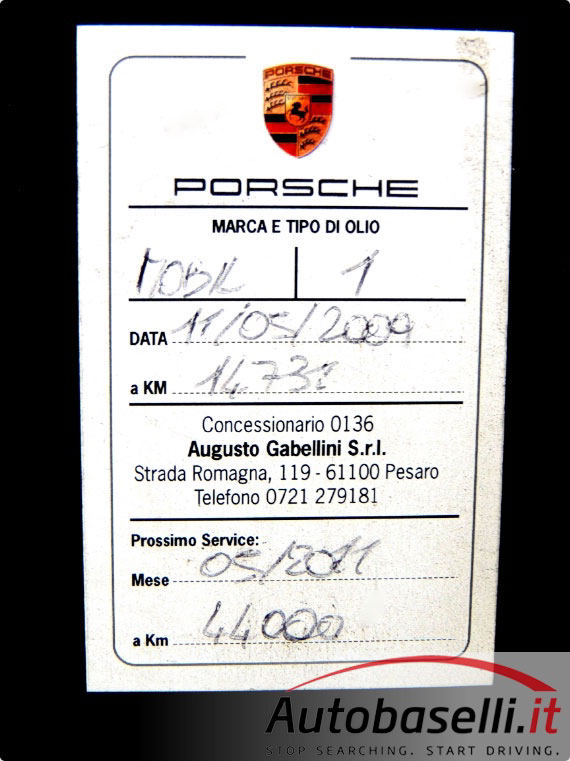 PORSCHE
PORSCHE
MARCA E TIPO DI OLIO
MOBIL 1
DATA 11/05/2009
a KM 14731
Concessionario 0136
Augusto Gabellini S.r.l.
Strada Romagna, 119 - 61100 Pesaro
Telefono 0721 279181
Prossimo Service:
Mese 05/2011
a Km 44000
Autobaselli.it
STOP SEARCHING. START DRIVING.